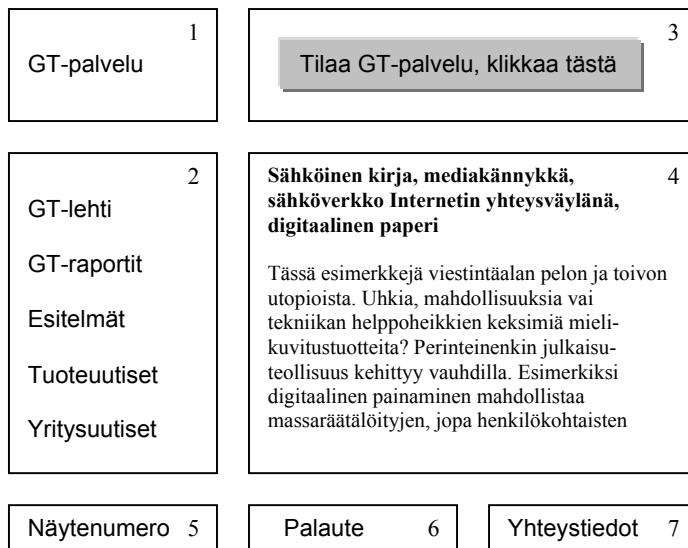 1
GT-palvelu
3
Tilaa GT-palvelu, klikkaa tästä
2
GT-lehti
GT-raportit
Esitelmät
Tuoteuutiset
Yritysuutiset
4
Sähköinen kirja, mediakännykkä,
sähköverkko Internetin yhteysväylänä,
digitaalinen paperi
Tässä esimerkkejä viestintäalan pelon ja toivon
utopioista. Uhkia, mahdollisuuksia vai
tekniikan helppoheikkien keksimiä mieli-
kuvitustuotteita? Perinteinenkin julkaisu-
teollisuus kehittyy vauhdilla. Esimerkiksi
digitaalinen painaminen mahdollistaa
massaräätälöityjen, jopa henkilökohtaisten
Näytenumero 5
Palaute 6
Yhteystiedot 7